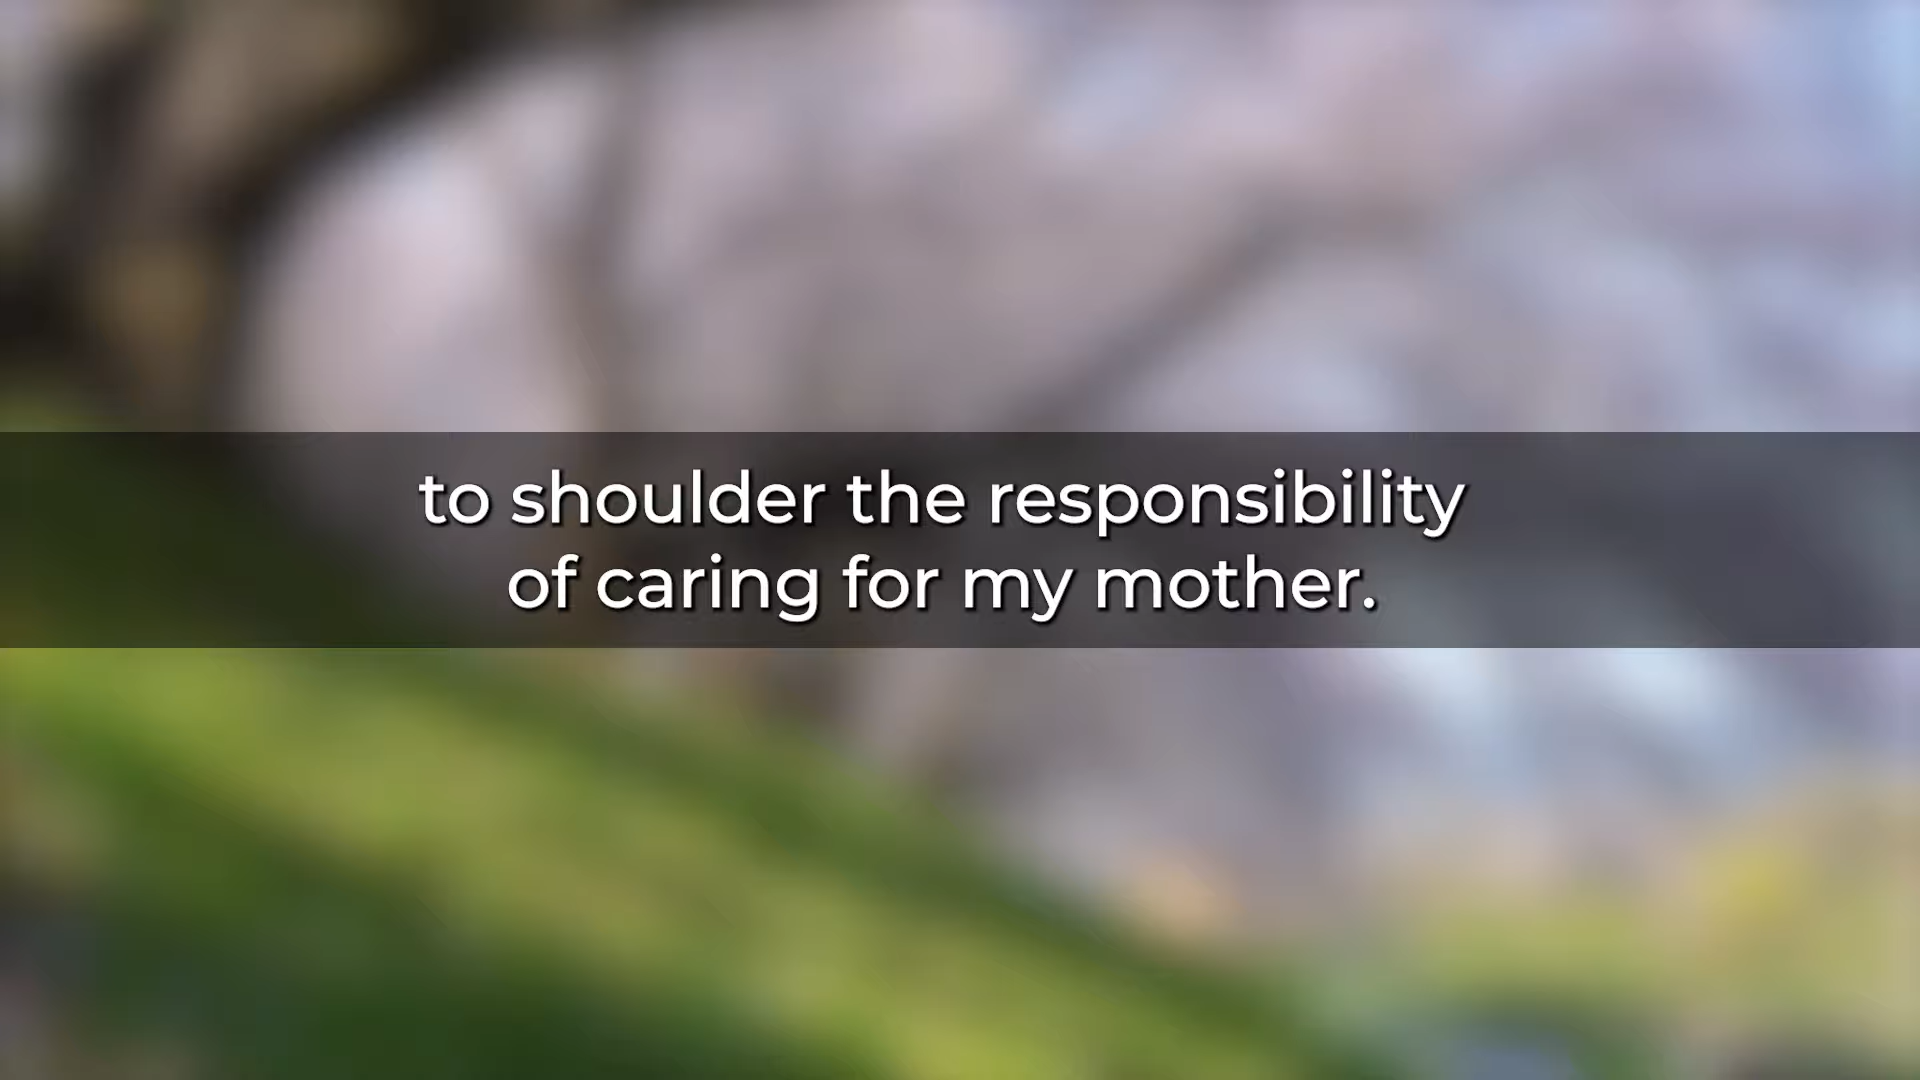 to shoulder the responsibility
of caring for my mother.